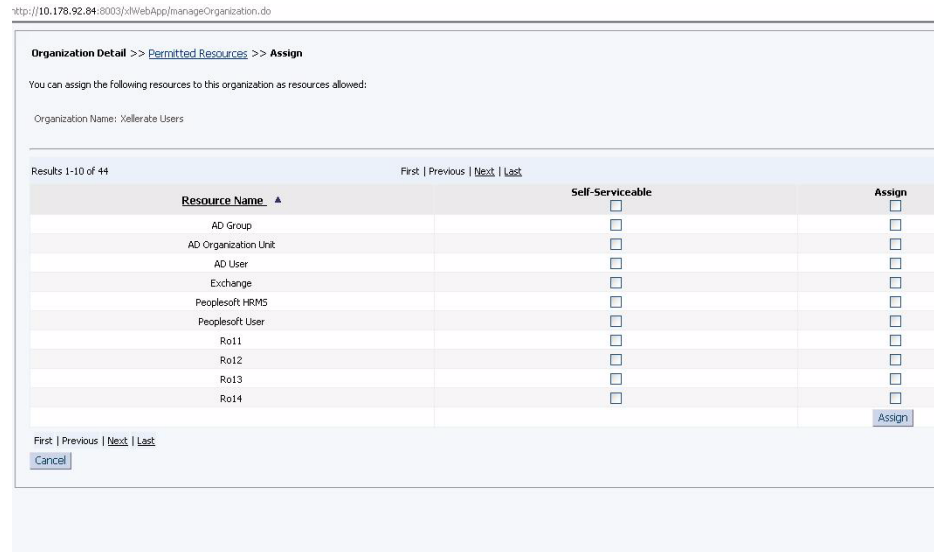 ttp://10.178.92.84:8003/xlWebApp/manageOrganization.do
Organization Detail >> Permitted Resources >> Assign
You can assign the following resources to this organization as resources allowed:
Organization Name: Xellerate Users
Results 1-10 of 44 First | Previous | Next | Last
Resource Name Self-Serviceable Assign
AD Group
AD Organization Unit
AD User
Exchange
Peoplesoft HRMS
Peoplesoft User
Ro11
Ro12
Ro13
Ro14
Assign
First | Previous | Next | Last
Cancel